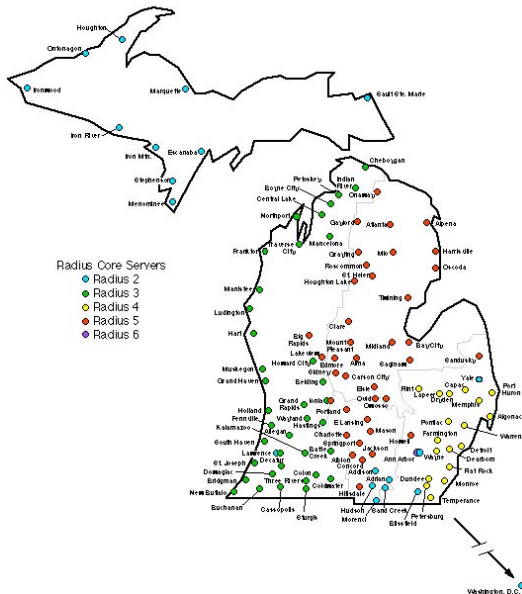 Houghton
Ontonagon
Ironwood
Marquette
Sault Ste. Marie
Iron River
Iron Mtn.
Escanaba
Stephenson
Menominee
Cheboygan
Petoskey
Indian
River
Onaway
Boyne City
Central Lake
Northport
Gaylord
Atlanta
Alpena
Mancelona
Traverse
City
Frankfort
Grayling
Mio
Harrisville
Roscommon
Oscoda
St. Helen
Houghton Lake
Radius Core Servers
Radius 2
Radius 3
Radius 4
Radius 5
Radius 6
Manistee
Twining
Ludington
Clare
Hart
Big
Rapids
Mount
Pleasant
Midland
Bay City
Lakeview
Howard City
Edmore
Alma
Saginaw
Sandusky
Muskegon
Sidney
Carson City
Yale
Grand Haven
Belding
Elsie
Flint
Capac
Port
Huron
Lapeer
Dryden
Grand
Rapids
Ionia
Ovid
Owosso
Memphis
Holland
Portland
Algonac
Fennville
Wayland
Kalamazoo
Hastings
E.Lansing
Pontiac
Warren
Allegan
Charlotte
Mason
Howell
Farmington
South Haven
Springport
Lawrence
Battle
Creek
Jackson
Detroit
Decatur
Albion
Ann Arbor
Wayne
Dearborn
St. Joseph
Concord
Flat Rock
Dowagiac
Colon
Addison
Bridgman
Three Rivers
Coldwater
Adrian
Dundee
Monroe
New Buffalo
Hillsdale
Temperance
Buchanan
Cassopolis
Hudson
Sand Creek
Petersburg
Sturgis
Morenci
Blissfield
Washington, D.C.